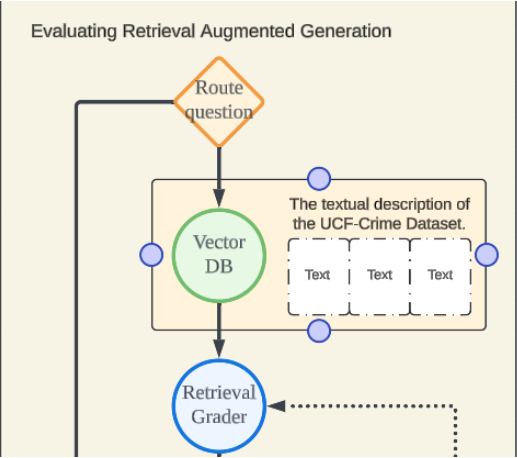 Evaluating Retrieval Augmented Generation
Route
question
The textual description of
the UCF-Crime Dataset.
Vector
DB
Text Text Text
Retrieval
Grader